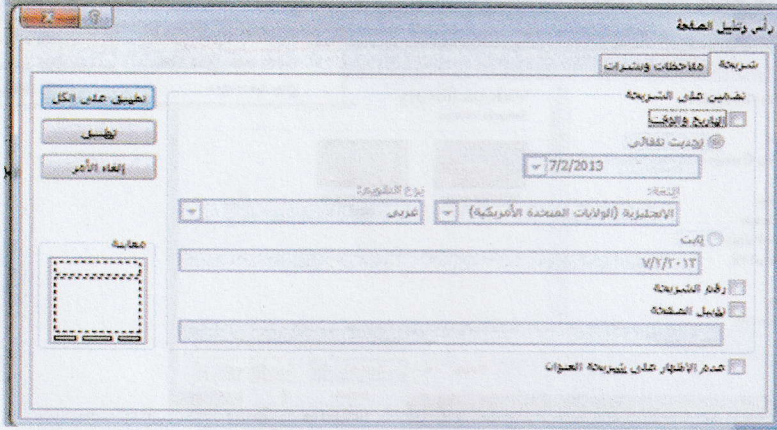 رأس وتذييل الصفحة
شريحة
ملاحظات ونشرات
تضمين على الشريحة
التاريخ والوقت
تحديث تلقائي
7/2/2013
اللغة:
نوع التقويم:
الإنجليزية (الولايات المتحدة الأمريكية)
غربي
ثابت
٧/٢/٢٠١٣
رقم الشريحة
تذييل الصفحة
عدم الإظهار على شريحة العنوان
تطبيق على الكل
تطبيق
إلغاء الأمر
معاينة